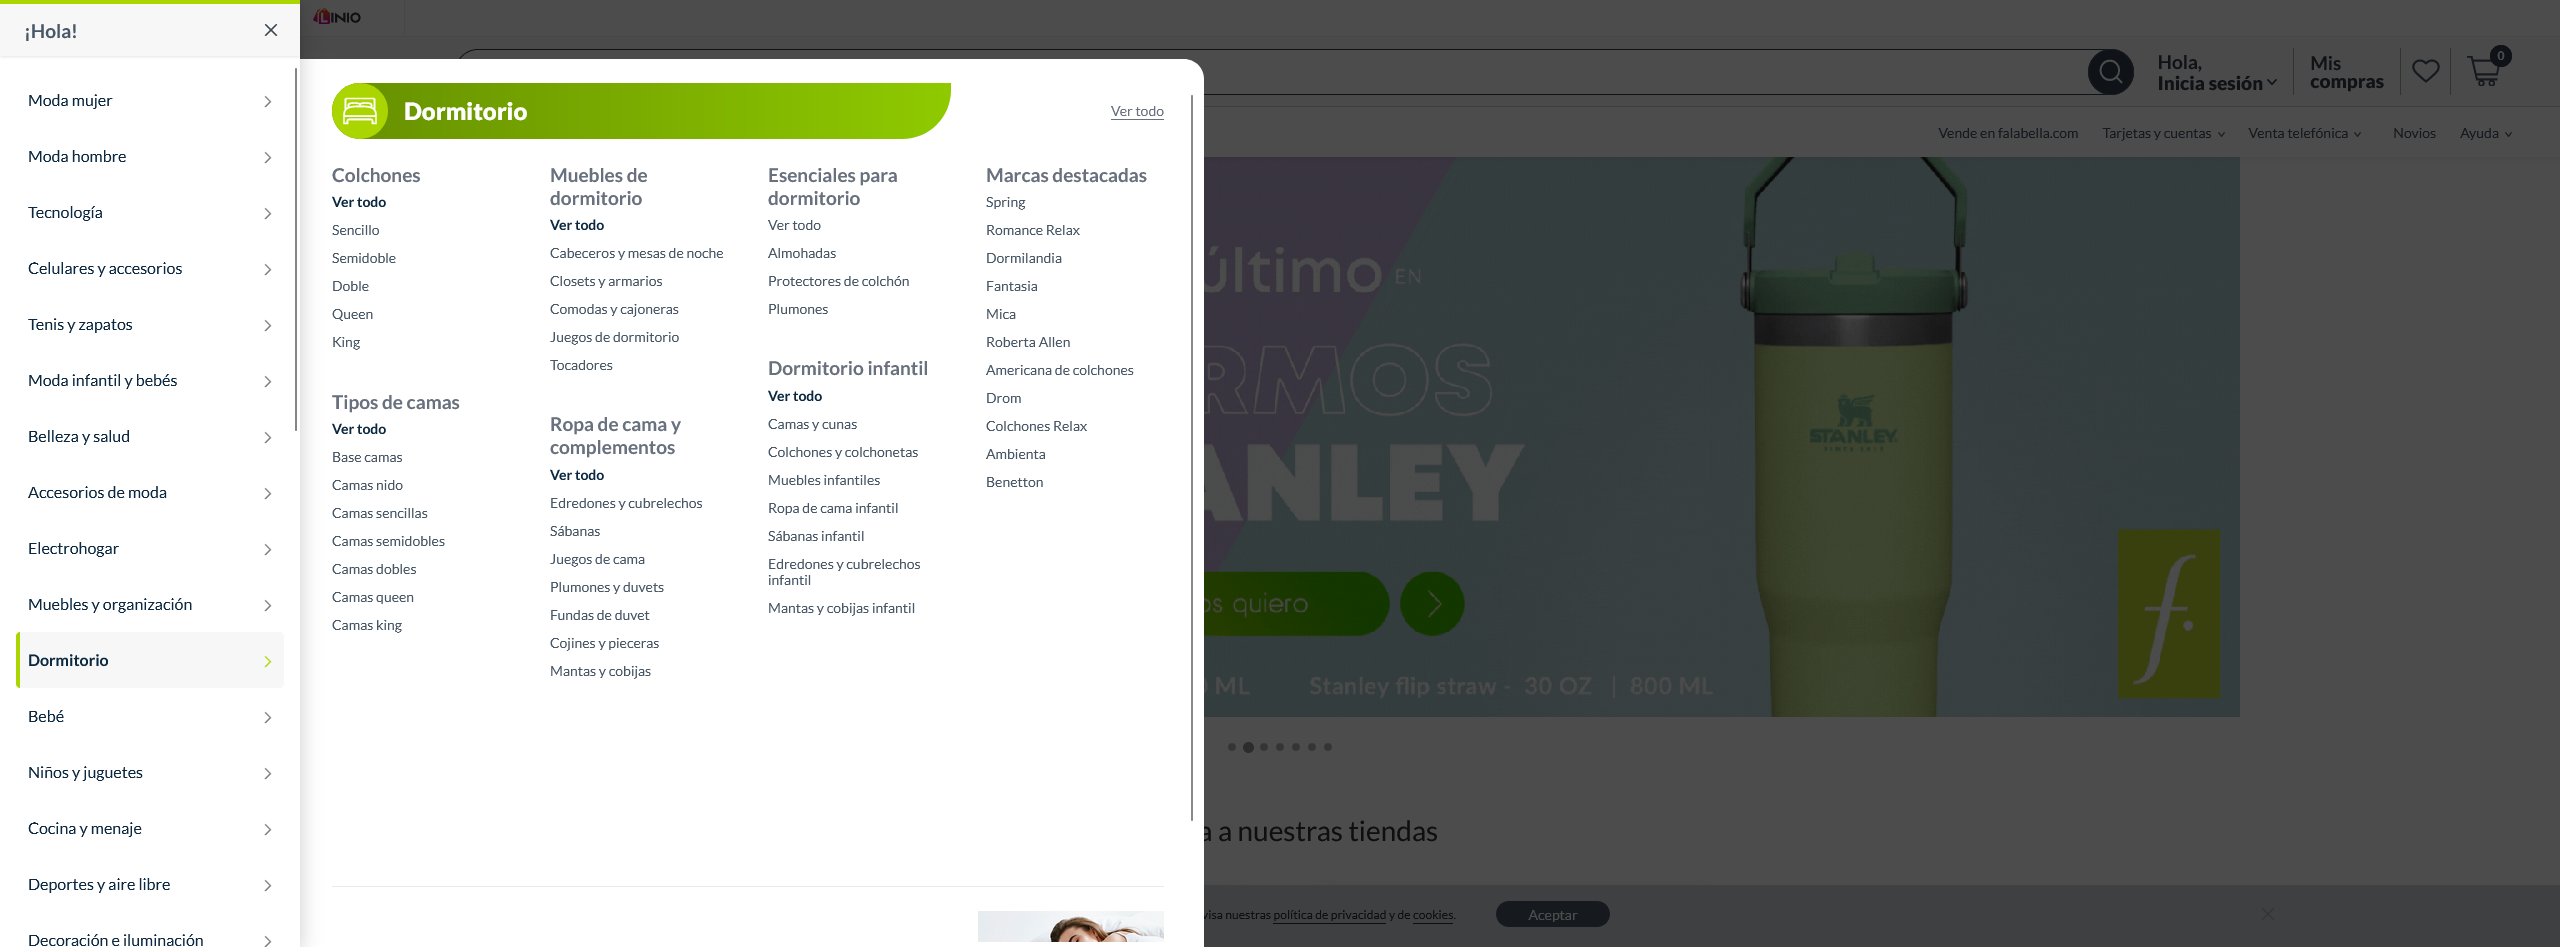 ¡Hola!
Moda mujer
Moda hombre
Tecnología
Celulares y accesorios
Tenis y zapatos
Moda infantil y bebés
Belleza y salud
Accesorios de moda
Electrohogar
Muebles y organización
Dormitorio
Bebé
Niños y juguetes
Cocina y menaje
Deportes y aire libre
Decoración e iluminación
LINIO
Dormitorio
Ver todo
Colchones
Ver todo
Sencillo
Semidoble
Doble
Queen
King
Tipos de camas
Ver todo
Base camas
Camas nido
Camas sencillas
Camas semidobles
Camas dobles
Camas queen
Camas king
Muebles de
dormitorio
Ver todo
Cabeceros y mesas de noche
Closets y armarios
Comodas y cajoneras
Juegos de dormitorio
Tocadores
Ropa de cama y
complementos
Ver todo
Edredones y cubrelechos
Sábanas
Juegos de cama
Plumones y duvets
Fundas de duvet
Cojines y pieceras
Mantas y cobijas
Esenciales para
dormitorio
Ver todo
Almohadas
Protectores de colchón
Plumones
Dormitorio infantil
Ver todo
Camas y cunas
Colchones y colchonetas
Muebles infantiles
Ropa de cama infantil
Sábanas infantil
Edredones y cubrelechos
infantil
Mantas y cobijas infantil
Marcas destacadas
Spring
Romance Relax
Dormilandia
Fantasia
Mica
Roberta Allen
Americana de colchones
Drom
Colchones Relax
Ambienta
Benetton
Hola,
Inicia sesión
Mis
compras
0
Vende en falabella.com
Tarjetas y cuentas
Venta telefónica
Novios
Ayuda
último EN
RMOS
ANLEY
quiero
ML
Stanley flip straw - 30 OZ | 800 ML
STANLEY
SINCE 1913
f.
a nuestras tiendas
nuestras política de privacidad y de cookies.
Aceptar